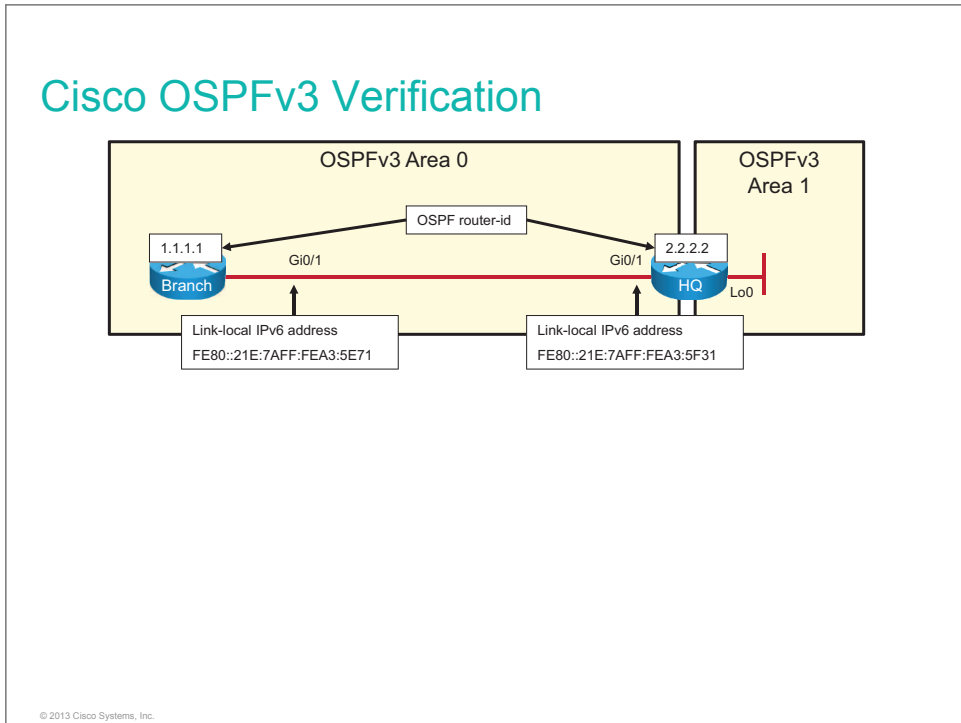 Cisco OSPFv3 Verification
OSPFv3 Area 0
OSPFv3
Area 1
OSPF router-id
1.1.1.1
2.2.2.2
Gi0/1
Gi0/1
Branch
HQ
Lo0
Link-local IPv6 address
FE80::21E:7AFF:FEA3:5E71
Link-local IPv6 address
FE80::21E:7AFF:FEA3:5F31
© 2013 Cisco Systems, Inc.